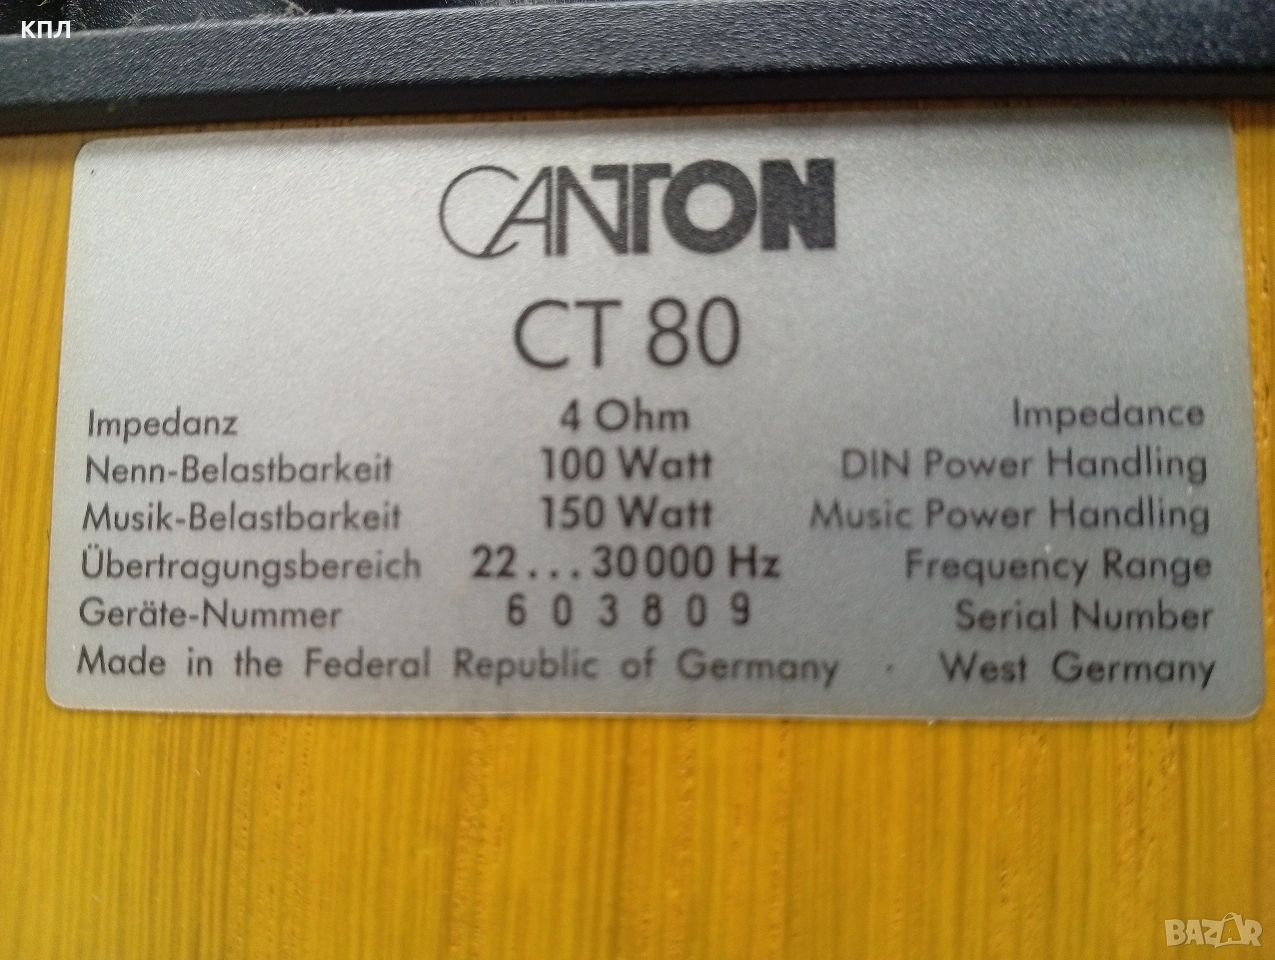 КПЛ
CANTON
CT 80
Impedanz 4 Ohm Impedance
Nenn-Belastbarkeit 100 Watt DIN Power Handling
Musik-Belastbarkeit 150 Watt Music Power Handling
Übertragungsbereich 22...30000 Hz Frequency Range
Geräte-Nummer 603809 Serial Number
Made in the Federal Republic of Germany · West Germany
BAZAR